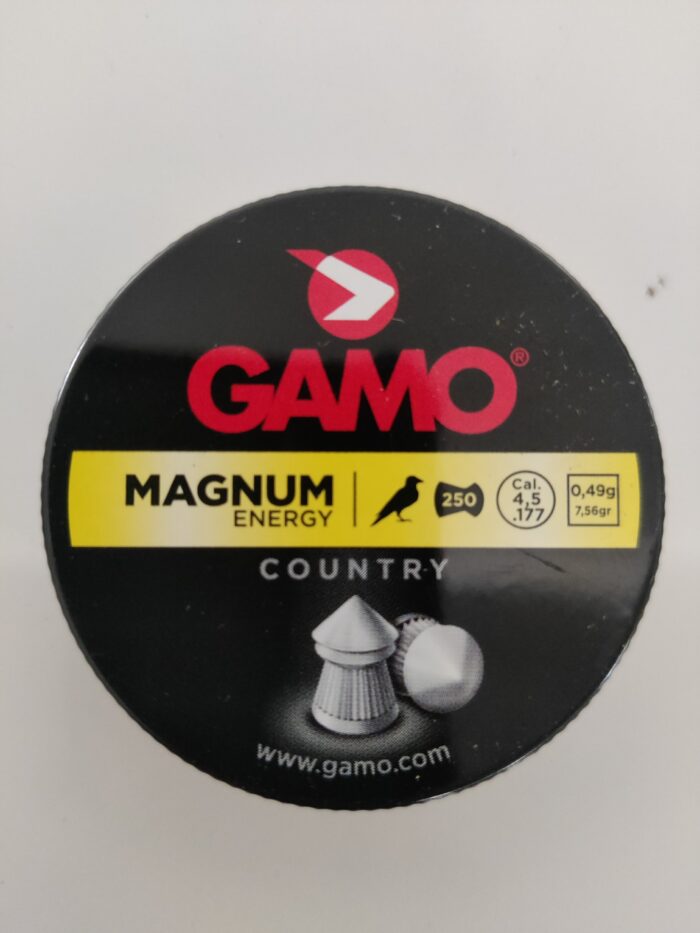 GAMO®
MAGNUM
ENERGY
250
Cal.
4,5
.177
0,49g
7,56gr
COUNTRY
www.gamo.com